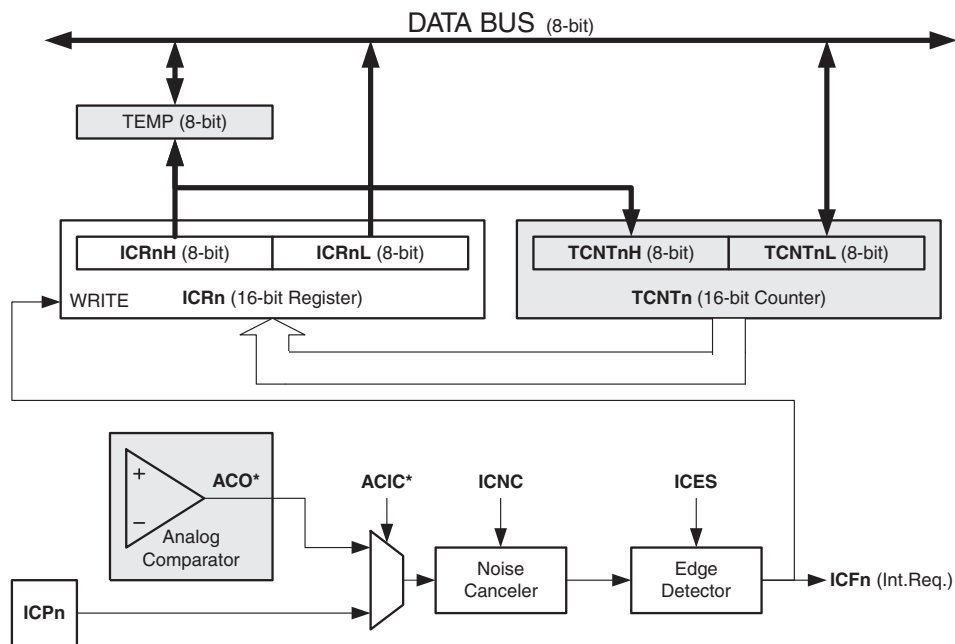 DATA BUS (8-bit)
TEMP (8-bit)
ICRnH (8-bit) ICRnL (8-bit)
WRITE ICRn (16-bit Register)
TCNTnH (8-bit) TCNTnL (8-bit)
TCNTn (16-bit Counter)
+
−
ACO*
Analog
Comparator
ACIC*
ICNC
ICES
Noise
Canceler
Edge
Detector
ICFn (Int.Req.)
ICPn